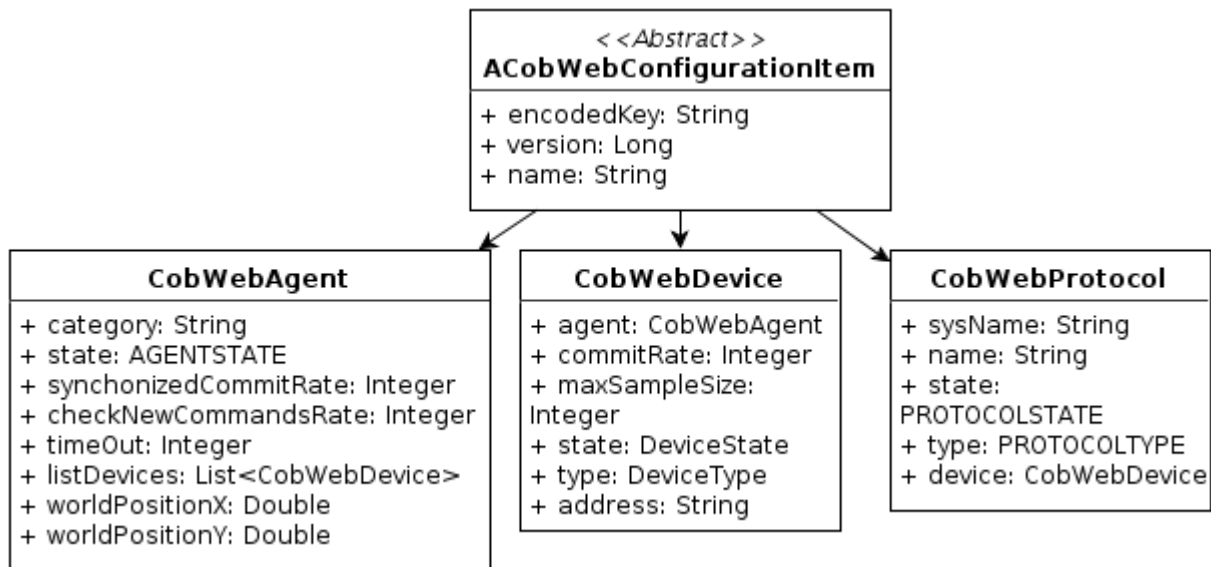 <<Abstract>>
ACobWebConfigurationItem
+ encodedKey: String
+ version: Long
+ name: String
CobWebAgent
+ category: String
+ state: AGENTSTATE
+ synchonizedCommitRate: Integer
+ checkNewCommandsRate: Integer
+ timeOut: Integer
+ listDevices: List<CobWebDevice>
+ worldPositionX: Double
+ worldPositionY: Double
CobWebDevice
+ agent: CobWebAgent
+ commitRate: Integer
+ maxSampleSize:
Integer
+ state: DeviceState
+ type: DeviceType
+ address: String
CobWebProtocol
+ sysName: String
+ name: String
+ state:
PROTOCOLSTATE
+ type: PROTOCOLTYPE
+ device: CobWebDevice